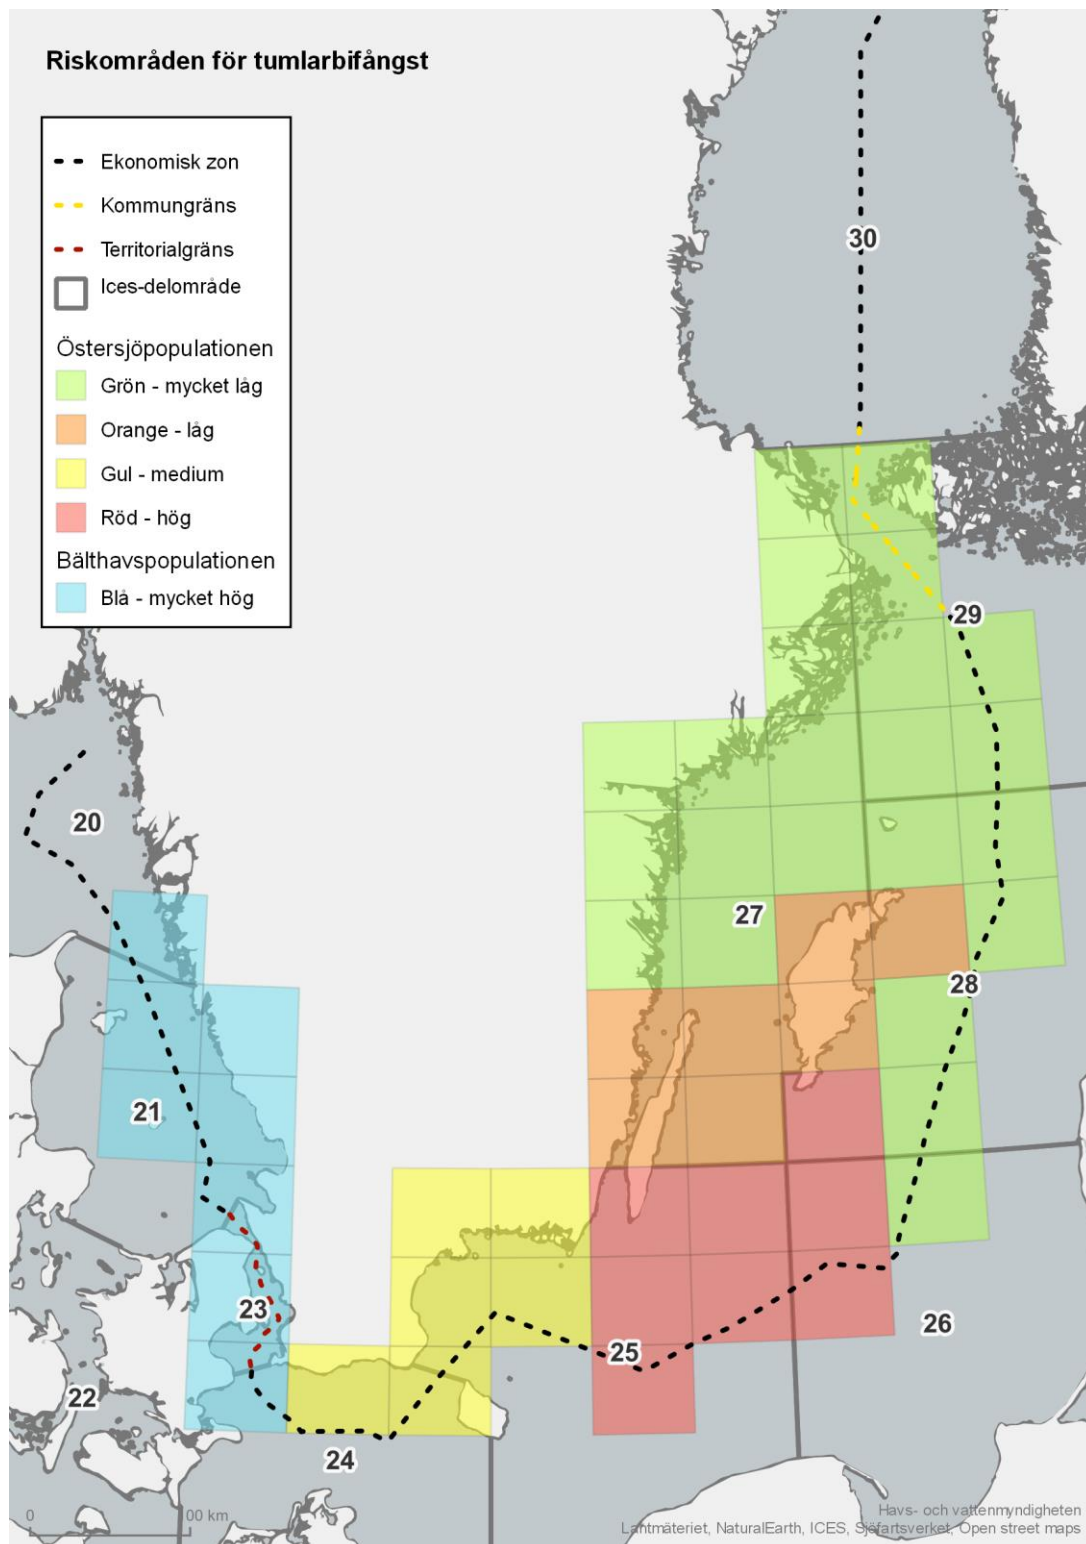 Riskområden för tumlarbifångst
Ekonomisk zon
Kommungräns
Territorialgräns
Ices-delområde
Östersjöpopulationen
Grön - mycket låg
Orange - låg
Gul - medium
Röd - hög
Bälthavspopulationen
Blå - mycket hög
30
29
20
27
28
21
23
25
26
22
24
0 00 km
Havs- och vattenmyndigheten
Lantmäteriet, NaturalEarth, ICES, Sjöfartsverket, Open street maps